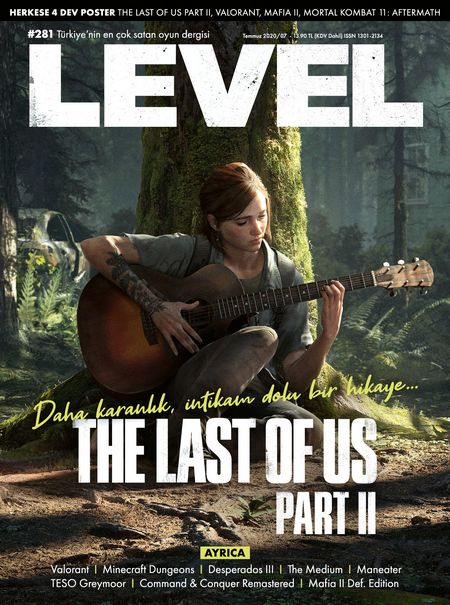 HERKESE 4 DEV POSTER THE LAST OF US PART II, VALORANT, MAFIA II, MORTAL KOMBAT 11: AFTERMATH
#281 Türkiye'nin en çok satan oyun dergisi
Temmuz 2020/07 - 13.90 TL (KDV Dahil) ISSN 1301-2134
LEVEL
Daha karanlık, intikam dolu bir hikaye...
THE LAST OF US
PART II
AYRICA
Valorant | Minecraft Dungeons | Desperados III | The Medium | Maneater
TESO Greymoor | Command & Conquer Remastered | Mafia II Def. Edition